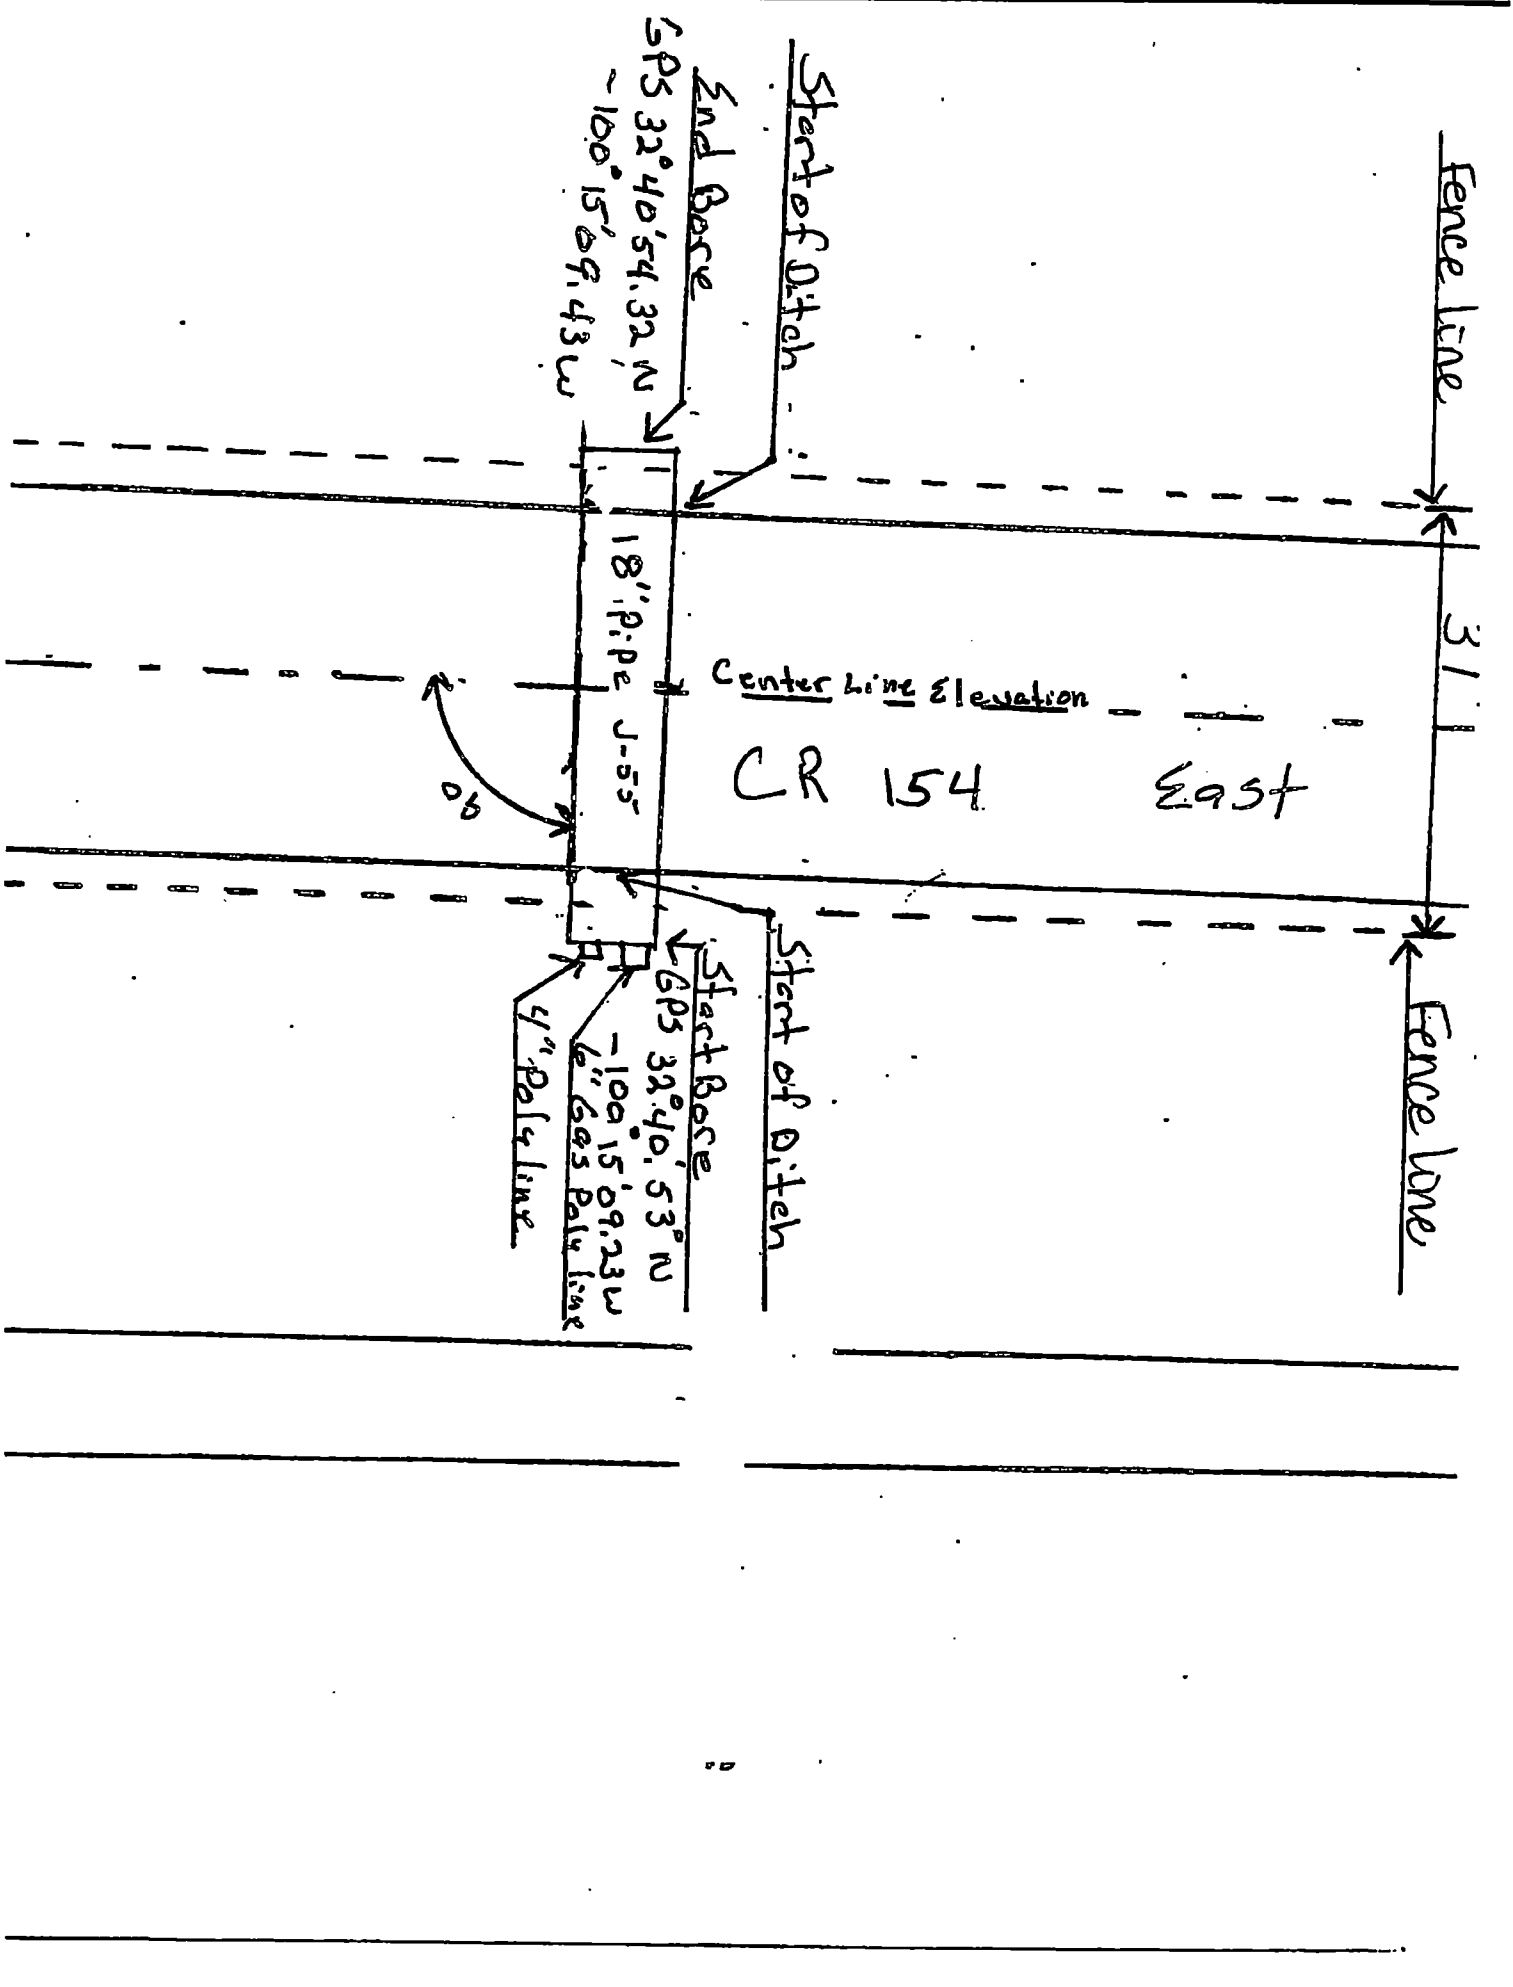 Fence line
31
Fence line
Start of Ditch
End Bore
GPS 32° 40' 54.32 N
~100° 15' 09.43 W
18" Pipe J-55
Center Line Elevation
CR 154 East
90
Start of Ditch
Start Bore
GPS 32° 40.' 53° N
-100° 15' 09.23 W
6" Gas Poly line
4" Poly line